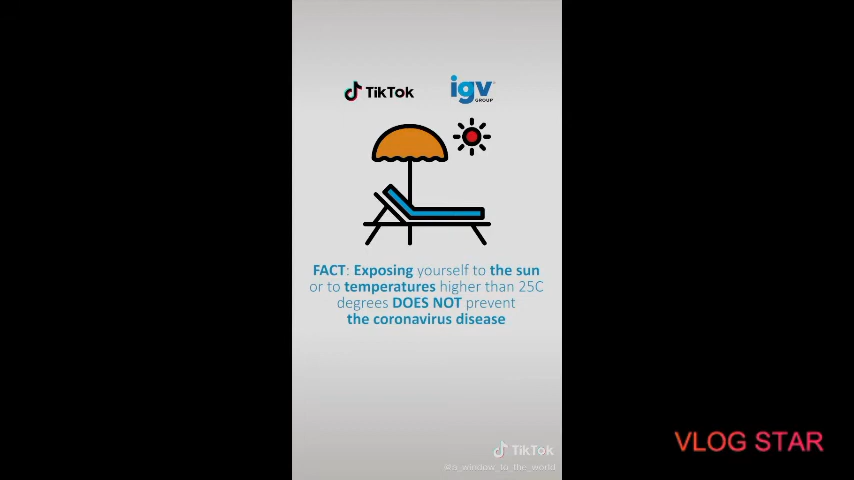 TikTok
igv
GROUP
FACT: Exposing yourself to the sun
or to temperatures higher than 25C
degrees DOES NOT prevent
the coronavirus disease
TikTok
@a_window_to_the_world
VLOG STAR